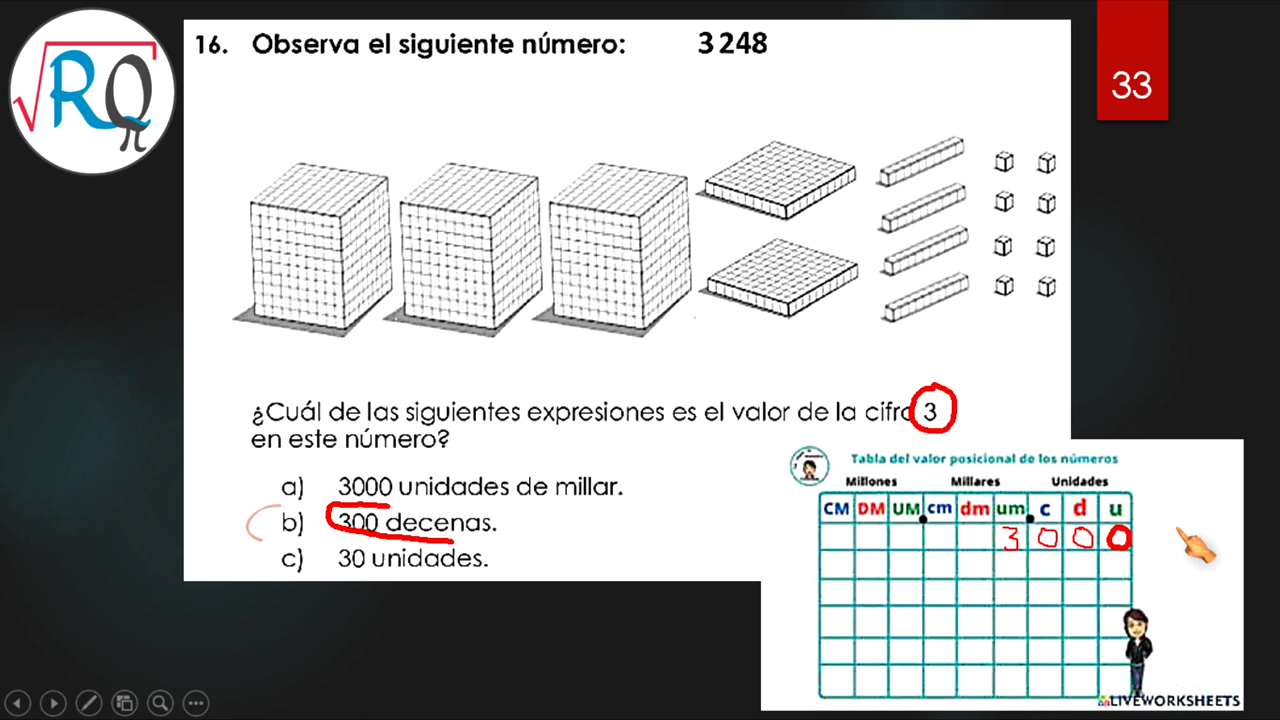 RQ
π
33
16. Observa el siguiente número: 3 248
¿Cuál de las siguientes expresiones es el valor de la cifra 3
en este número?
a) 3000 unidades de millar.
b) 300 decenas.
c) 30 unidades.
Tabla del valor posicional de los números
Millones Millares Unidades
CM DM UM cm dm um c d u
3 0 0 0
LIVEWORKSHEETS